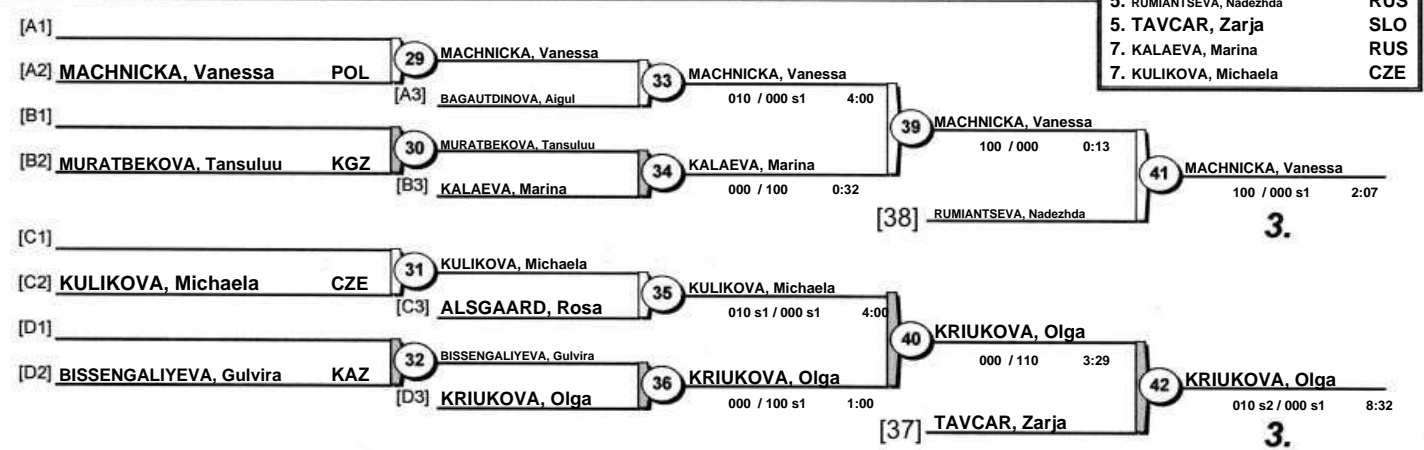 5. RUMIANTSEVA, Nadezhda RUS
5. TAVCAR, Zarja SLO
7. KALAEVA, Marina RUS
7. KULIKOVA, Michaela CZE
[A1]
29
MACHNICKA, Vanessa
[A2] MACHNICKA, Vanessa POL
[A3] BAGAUTDINOVA, Aigul
33
MACHNICKA, Vanessa
010 / 000 s1 4:00
[B1]
30
MURATBEKOVA, Tansuluu
[B2] MURATBEKOVA, Tansuluu KGZ
[B3] KALAEVA, Marina
34
KALAEVA, Marina
000 / 100 0:32
39
MACHNICKA, Vanessa
100 / 000 0:13
[38] RUMIANTSEVA, Nadezhda
41
MACHNICKA, Vanessa
100 / 000 s1 2:07
3.
[C1]
31
KULIKOVA, Michaela
[C2] KULIKOVA, Michaela CZE
[C3] ALSGAARD, Rosa
35
KULIKOVA, Michaela
010 s1 / 000 s1 4:00
[D1]
32
BISSENGALIYEVA, Gulvira
[D2] BISSENGALIYEVA, Gulvira KAZ
[D3] KRIUKOVA, Olga
36
KRIUKOVA, Olga
000 / 100 s1 1:00
40
KRIUKOVA, Olga
000 / 110 3:29
[37] TAVCAR, Zarja
42
KRIUKOVA, Olga
010 s2 / 000 s1 8:32
3.